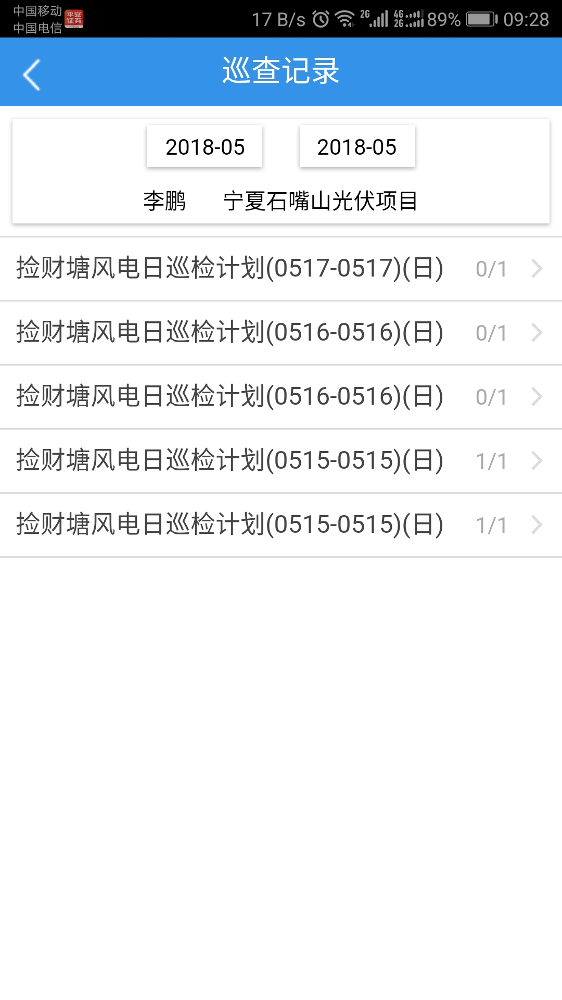 中国移动
中国电信
平安
证券
17 B/s 2G 4G 2G 89% 09:28
巡查记录
2018-05 2018-05
李鹏 宁夏石嘴山光伏项目
捡财塘风电日巡检计划(0517-0517)(日) 0/1
捡财塘风电日巡检计划(0516-0516)(日) 0/1
捡财塘风电日巡检计划(0516-0516)(日) 0/1
捡财塘风电日巡检计划(0515-0515)(日) 1/1
捡财塘风电日巡检计划(0515-0515)(日) 1/1